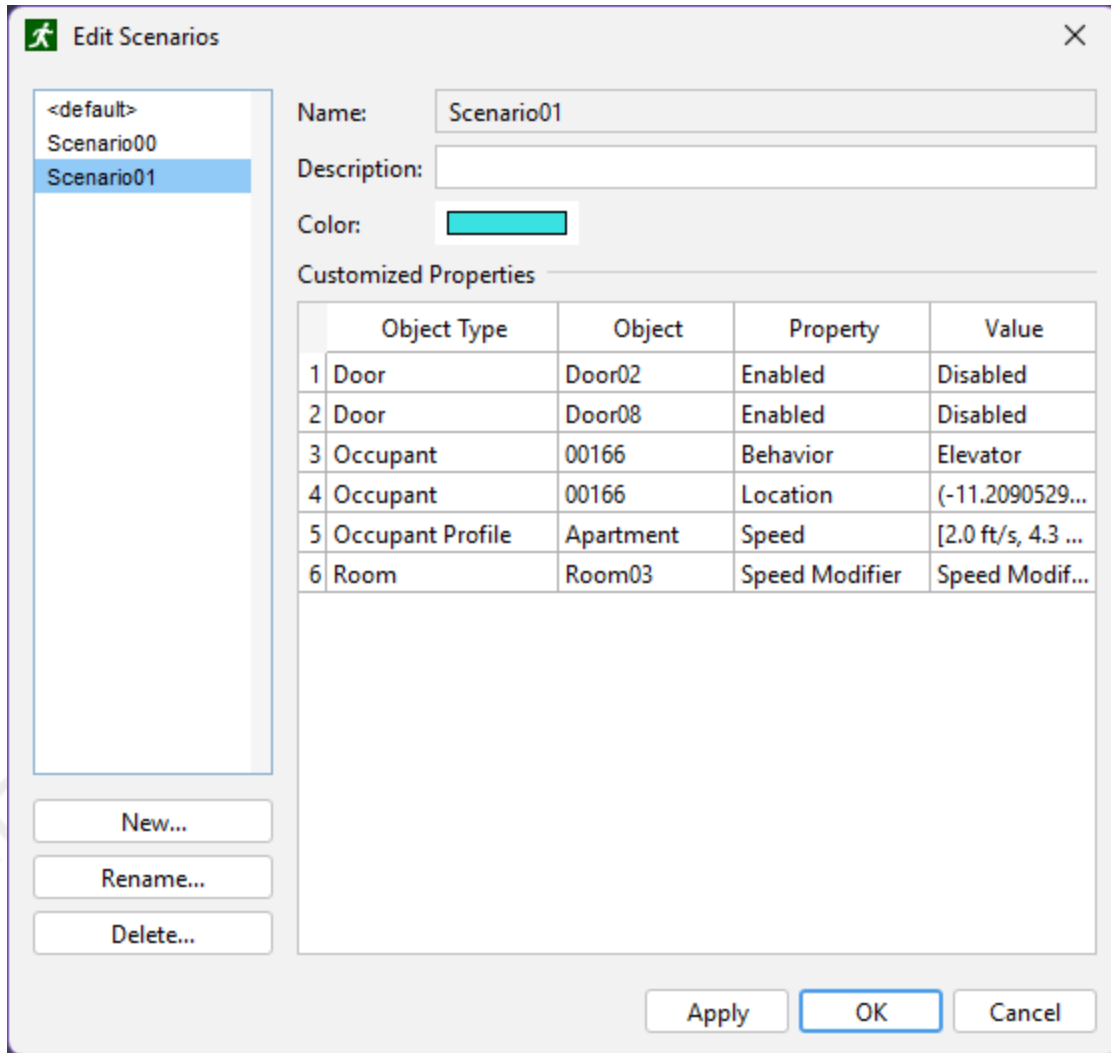 Edit Scenarios
<default>
Scenario00
Scenario01
New...
Rename...
Delete...
Name: Scenario01
Description:
Color:
Customized Properties
Object Type Object Property Value
1 Door Door02 Enabled Disabled
2 Door Door08 Enabled Disabled
3 Occupant 00166 Behavior Elevator
4 Occupant 00166 Location (-11.2090529...
5 Occupant Profile Apartment Speed [2.0 ft/s, 4.3 ...
6 Room Room03 Speed Modifier Speed Modif...
Apply OK Cancel